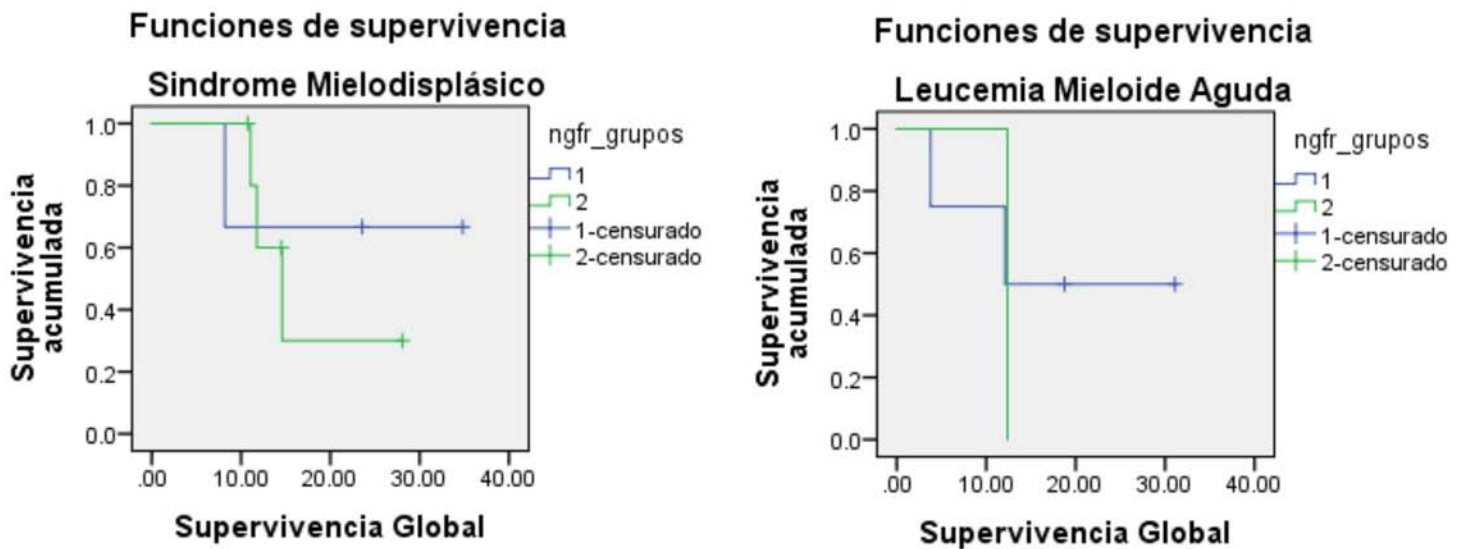 Funciones de supervivencia
Sindrome Mielodisplásico
Supervivencia
acumulada
1.0
0.8
0.6
0.4
0.2
0.0
.00 10.00 20.00 30.00 40.00
Supervivencia Global
ngfr_grupos
1
2
1-censurado
2-censurado
Funciones de supervivencia
Leucemia Mieloide Aguda
Supervivencia
acumulada
1.0
0.8
0.6
0.4
0.2
0.0
.00 10.00 20.00 30.00 40.00
Supervivencia Global
ngfr_grupos
1
2
1-censurado
2-censurado